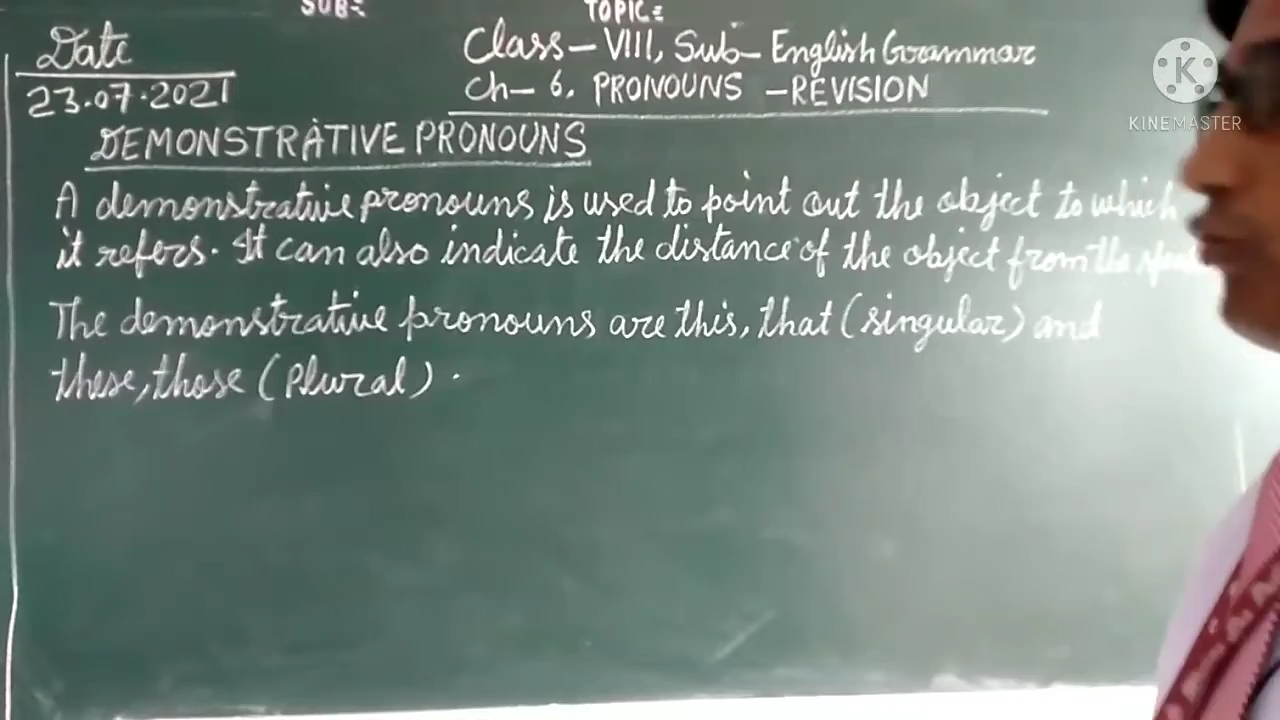 SUB:
TOPIC:
Date
23.07.2021
Class - VIII, Sub - English Grammar
Ch - 6. PRONOUNS - REVISION
K
KINEMASTER
DEMONSTRATIVE PRONOUNS
A demonstrative pronouns is used to point out the object to which
it refers. It can also indicate the distance of the object from the
The demonstrative pronouns are this, that (singular) and
these, those (plural).